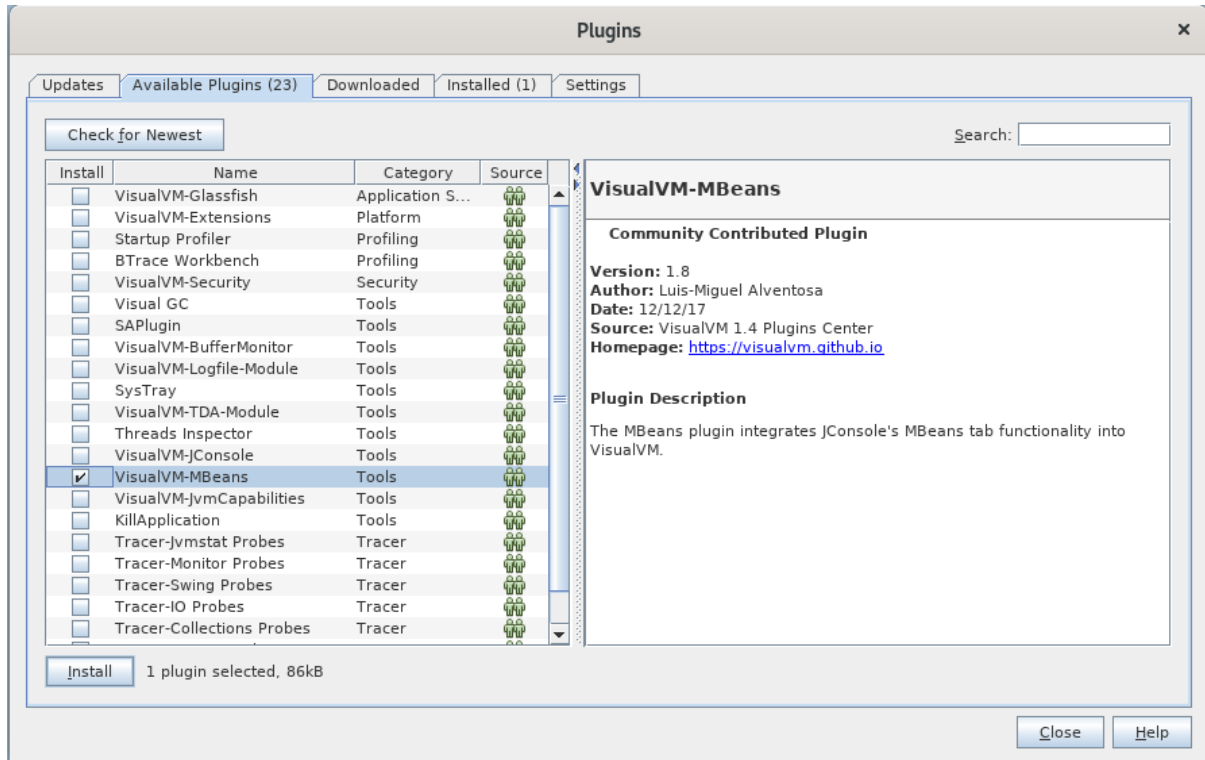 Plugins
Updates Available Plugins (23) Downloaded Installed (1) Settings
Check for Newest Search:
Install Name Category Source
VisualVM-Glassfish Application S...
VisualVM-Extensions Platform
Startup Profiler Profiling
BTrace Workbench Profiling
VisualVM-Security Security
Visual GC Tools
SAPlugin Tools
VisualVM-BufferMonitor Tools
VisualVM-Logfile-Module Tools
SysTray Tools
VisualVM-TDA-Module Tools
Threads Inspector Tools
VisualVM-JConsole Tools
VisualVM-MBeans Tools
VisualVM-JvmCapabilities Tools
KillApplication Tools
Tracer-Jvmstat Probes Tracer
Tracer-Monitor Probes Tracer
Tracer-Swing Probes Tracer
Tracer-IO Probes Tracer
Tracer-Collections Probes Tracer
VisualVM-MBeans
Community Contributed Plugin
Version: 1.8
Author: Luis-Miguel Alventosa
Date: 12/12/17
Source: VisualVM 1.4 Plugins Center
Homepage: https://visualvm.github.io
Plugin Description
The MBeans plugin integrates JConsole's MBeans tab functionality into
VisualVM.
Install 1 plugin selected, 86kB
Close Help